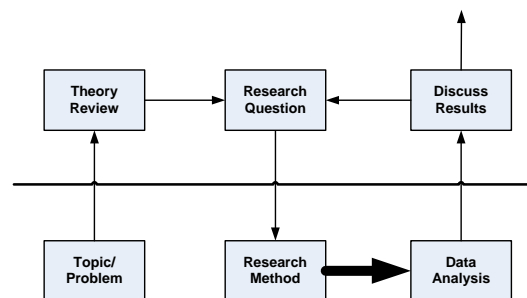 Theory
Review
Research
Question
Discuss
Results
Topic/
Problem
Research
Method
Data
Analysis